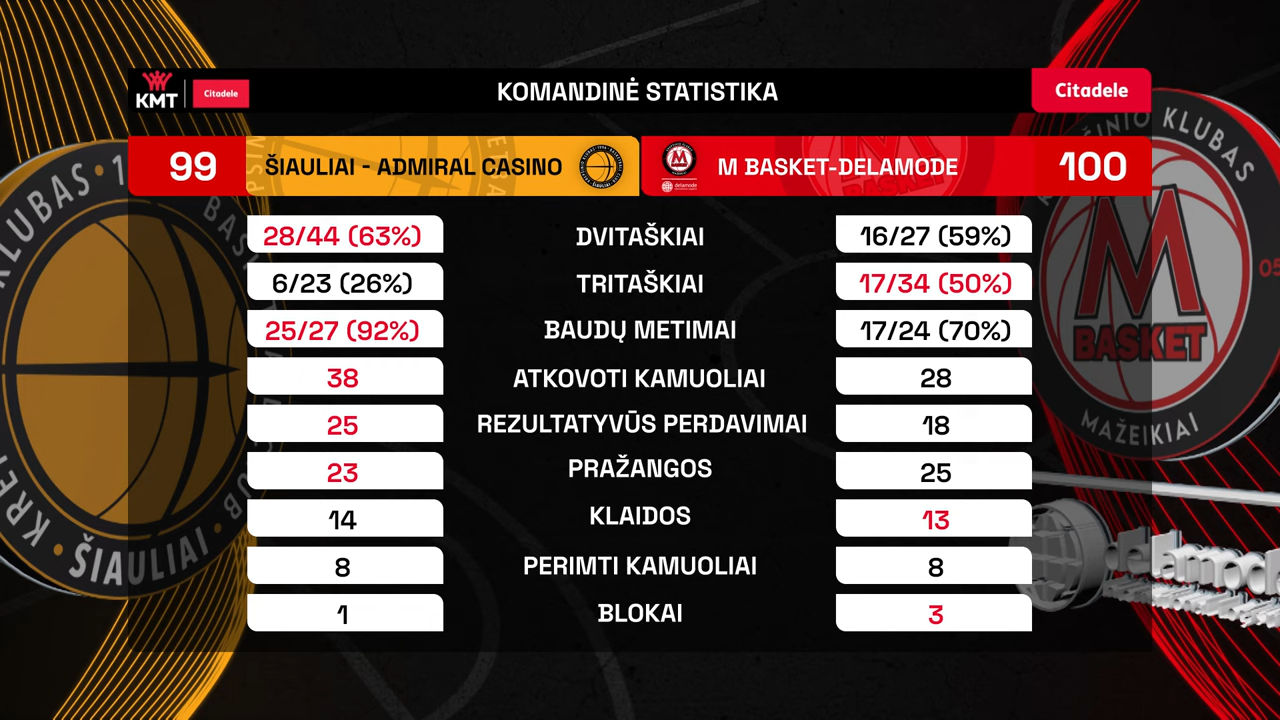 KMT Citadele
KOMANDINĖ STATISTIKA
Citadele
99 ŠIAULIAI - ADMIRAL CASINO
M BASKET-DELAMODE 100
28/44 (63%) DVITAŠKIAI 16/27 (59%)
6/23 (26%) TRITAŠKIAI 17/34 (50%)
25/27 (92%) BAUDŲ METIMAI 17/24 (70%)
38 ATKOVOTI KAMUOLIAI 28
25 REZULTATYVŪS PERDAVIMAI 18
23 PRAŽANGOS 25
14 KLAIDOS 13
8 PERIMTI KAMUOLIAI 8
1 BLOKAI 3
KLUBAS
ŠIAULIAI
KLUBAS
M
BASKET
MAŽEIKIAI
delamode